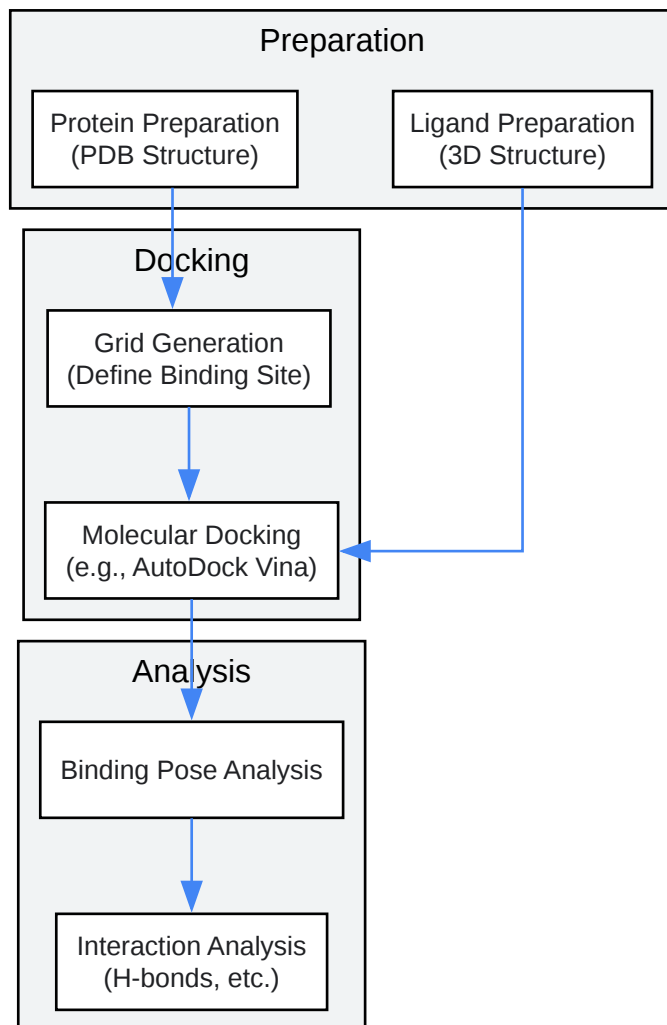 Preparation
Protein Preparation
(PDB Structure)
Ligand Preparation
(3D Structure)
Docking
Grid Generation
(Define Binding Site)
Molecular Docking
(e.g., AutoDock Vina)
Analysis
Binding Pose Analysis
Interaction Analysis
(H-bonds, etc.)